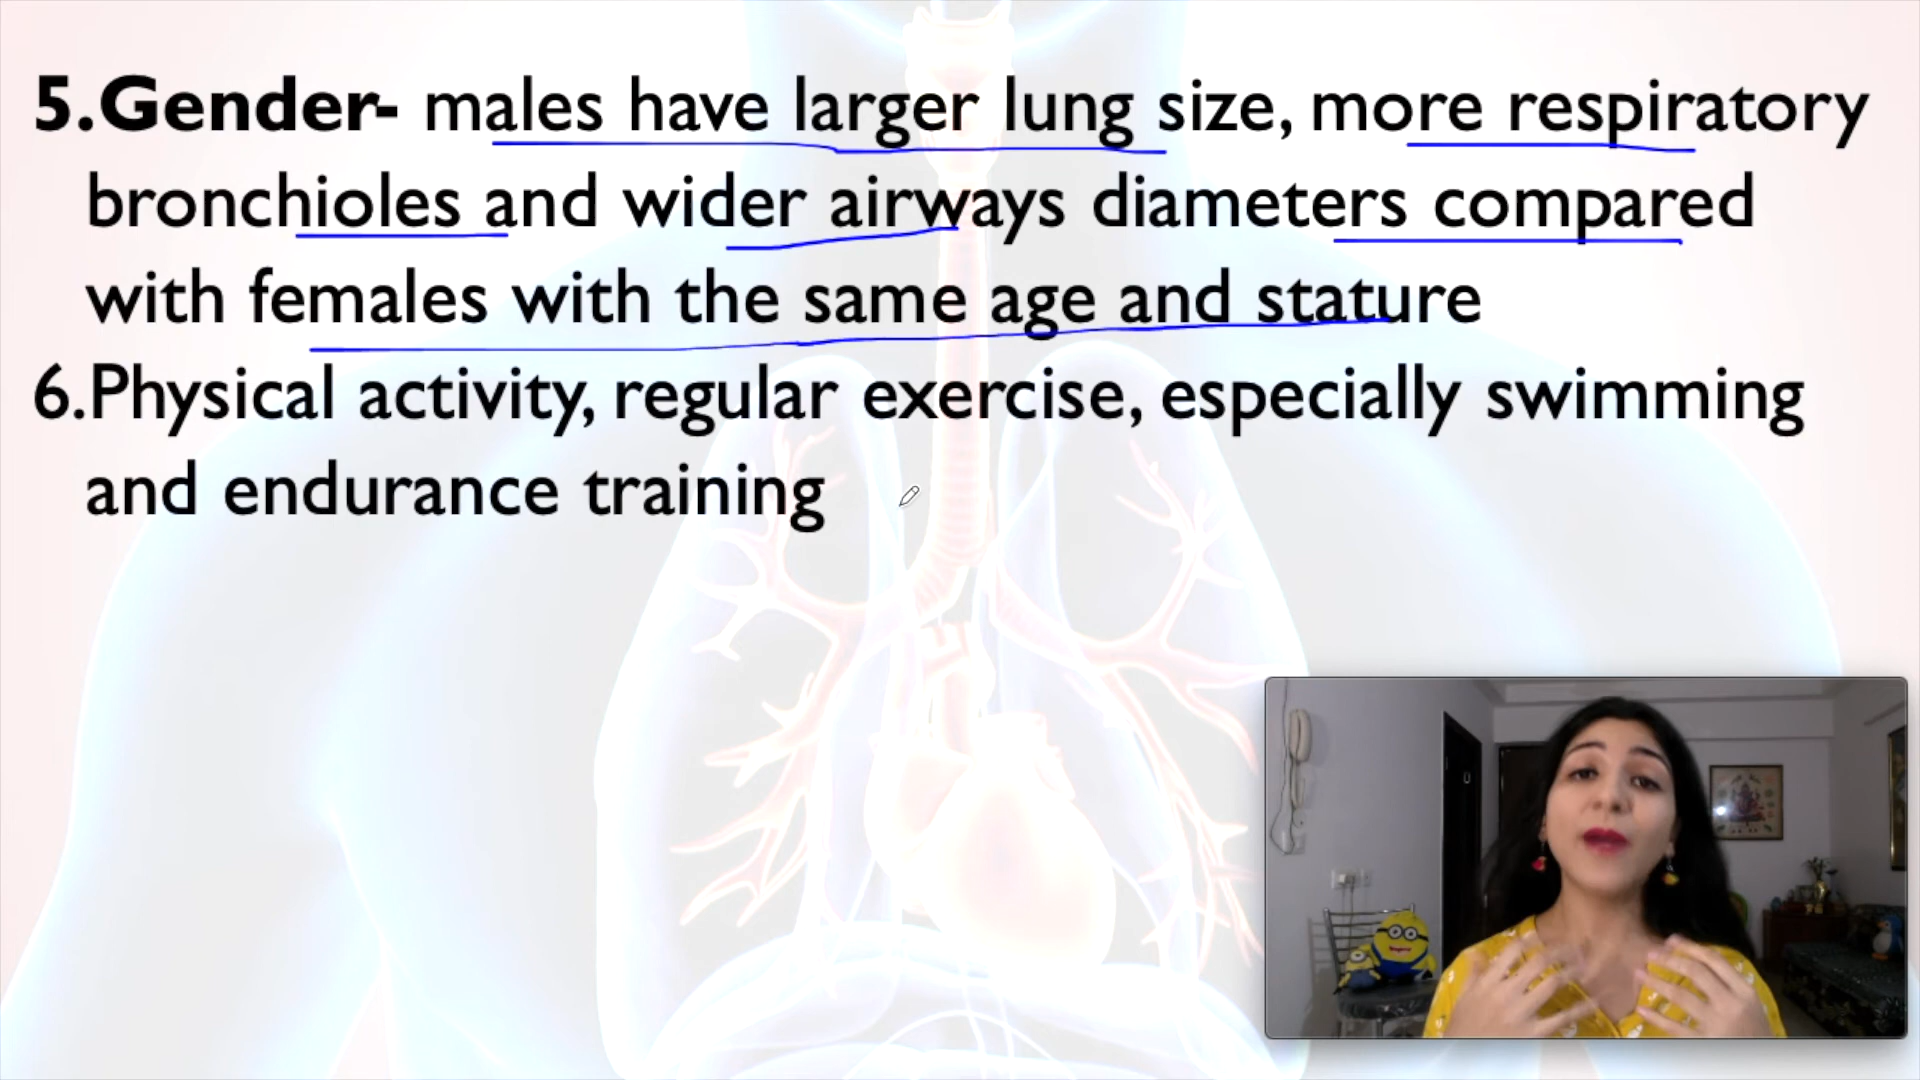 5.Gender- males have larger lung size, more respiratory
bronchioles and wider airways diameters compared
with females with the same age and stature
6.Physical activity, regular exercise, especially swimming
and endurance training